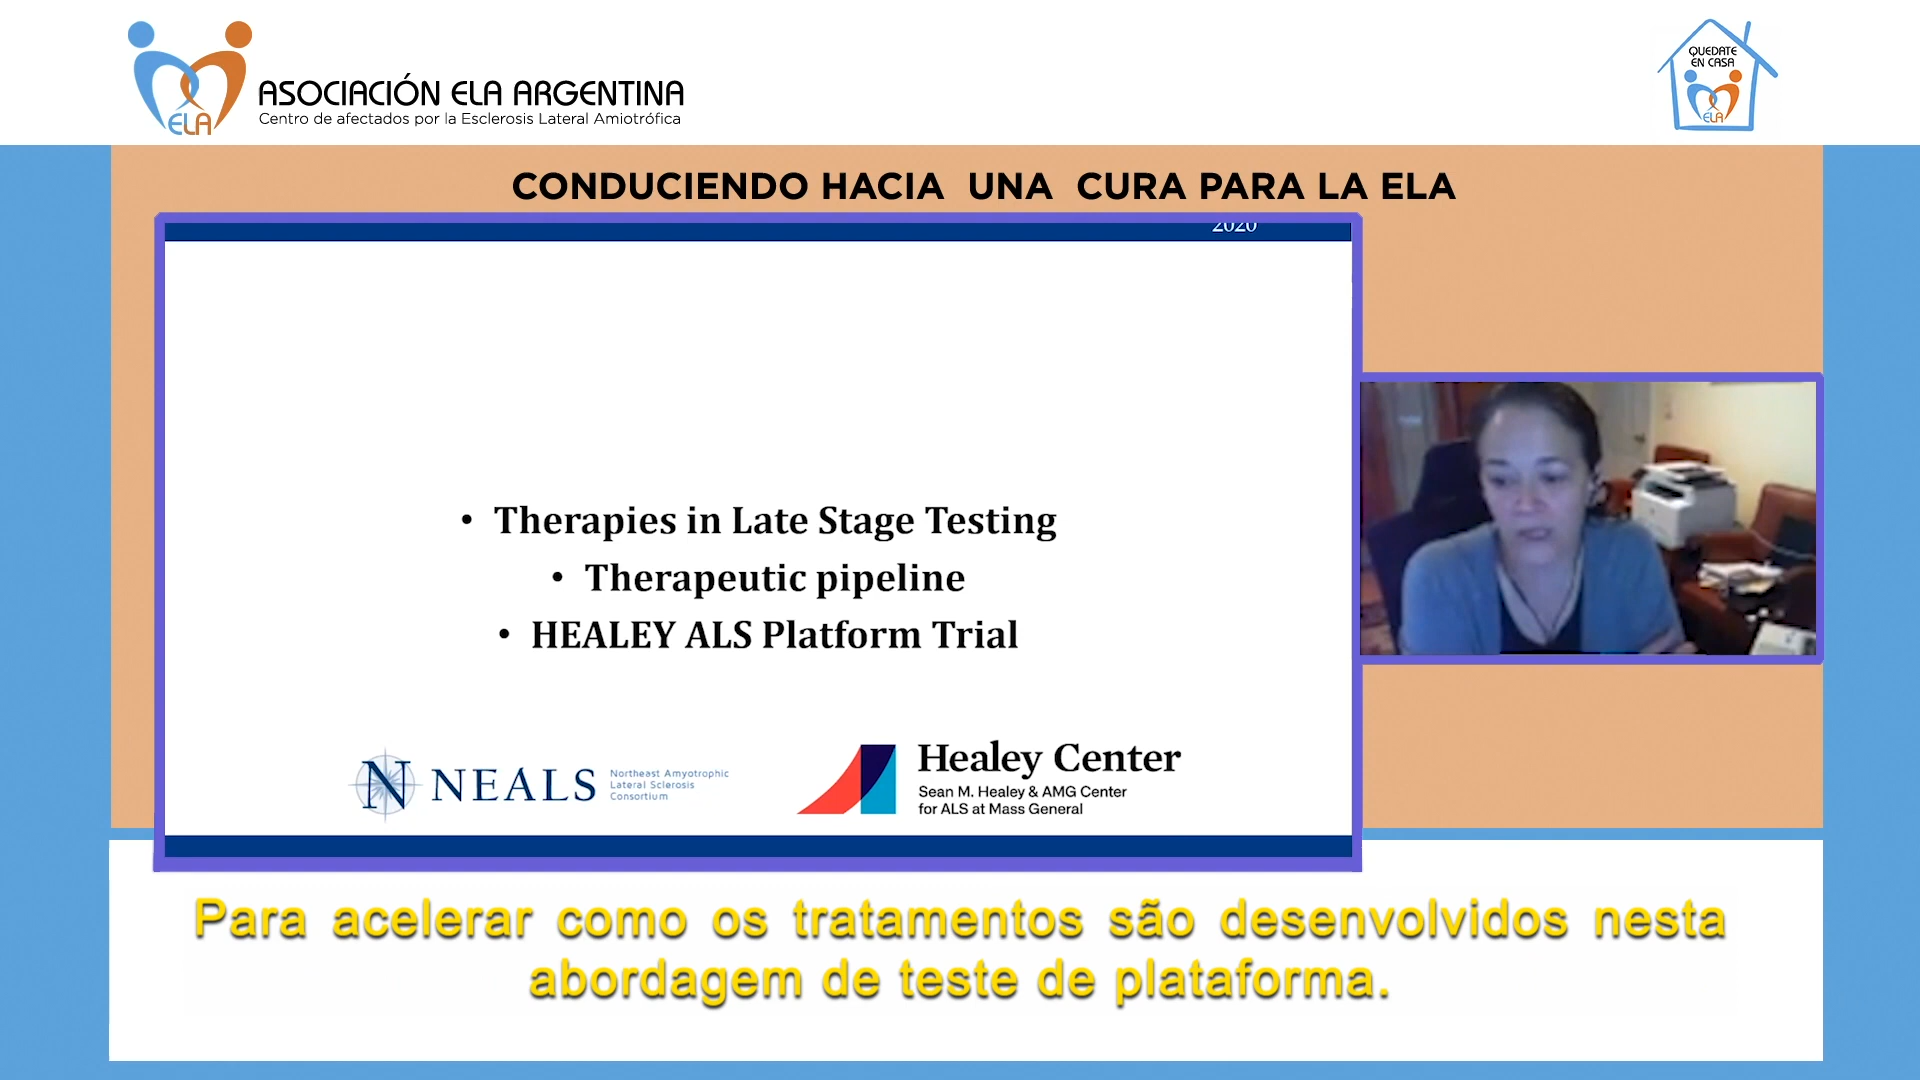 ASOCIACIÓN ELA ARGENTINA
Centro de afectados por la Esclerosis Lateral Amiotrófica
ELA
QUEDATE
EN CASA
ELA
CONDUCIENDO HACIA UNA CURA PARA LA ELA
2020
• Therapies in Late Stage Testing
• Therapeutic pipeline
• HEALEY ALS Platform Trial
N NEALS
Northeast Amyotrophic
Lateral Sclerosis
Consortium
Healey Center
Sean M. Healey & AMG Center
for ALS at Mass General
Para acelerar como os tratamentos são desenvolvidos nesta
abordagem de teste de plataforma.